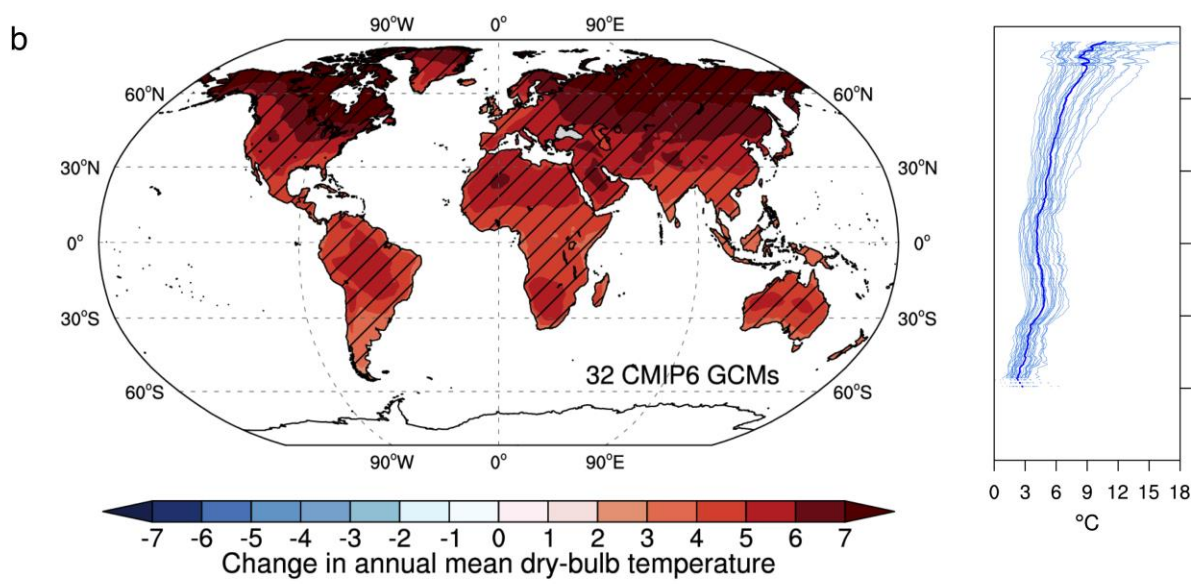 b
90°W 0° 90°E
60°N 60°N
30°N 30°N
0° 0°
30°S 30°S
32 CMIP6 GCMs
60°S 60°S
90°W 0° 90°E
0 3 6 9 12 15 18
°C
-7 -6 -5 -4 -3 -2 -1 0 1 2 3 4 5 6 7
Change in annual mean dry-bulb temperature